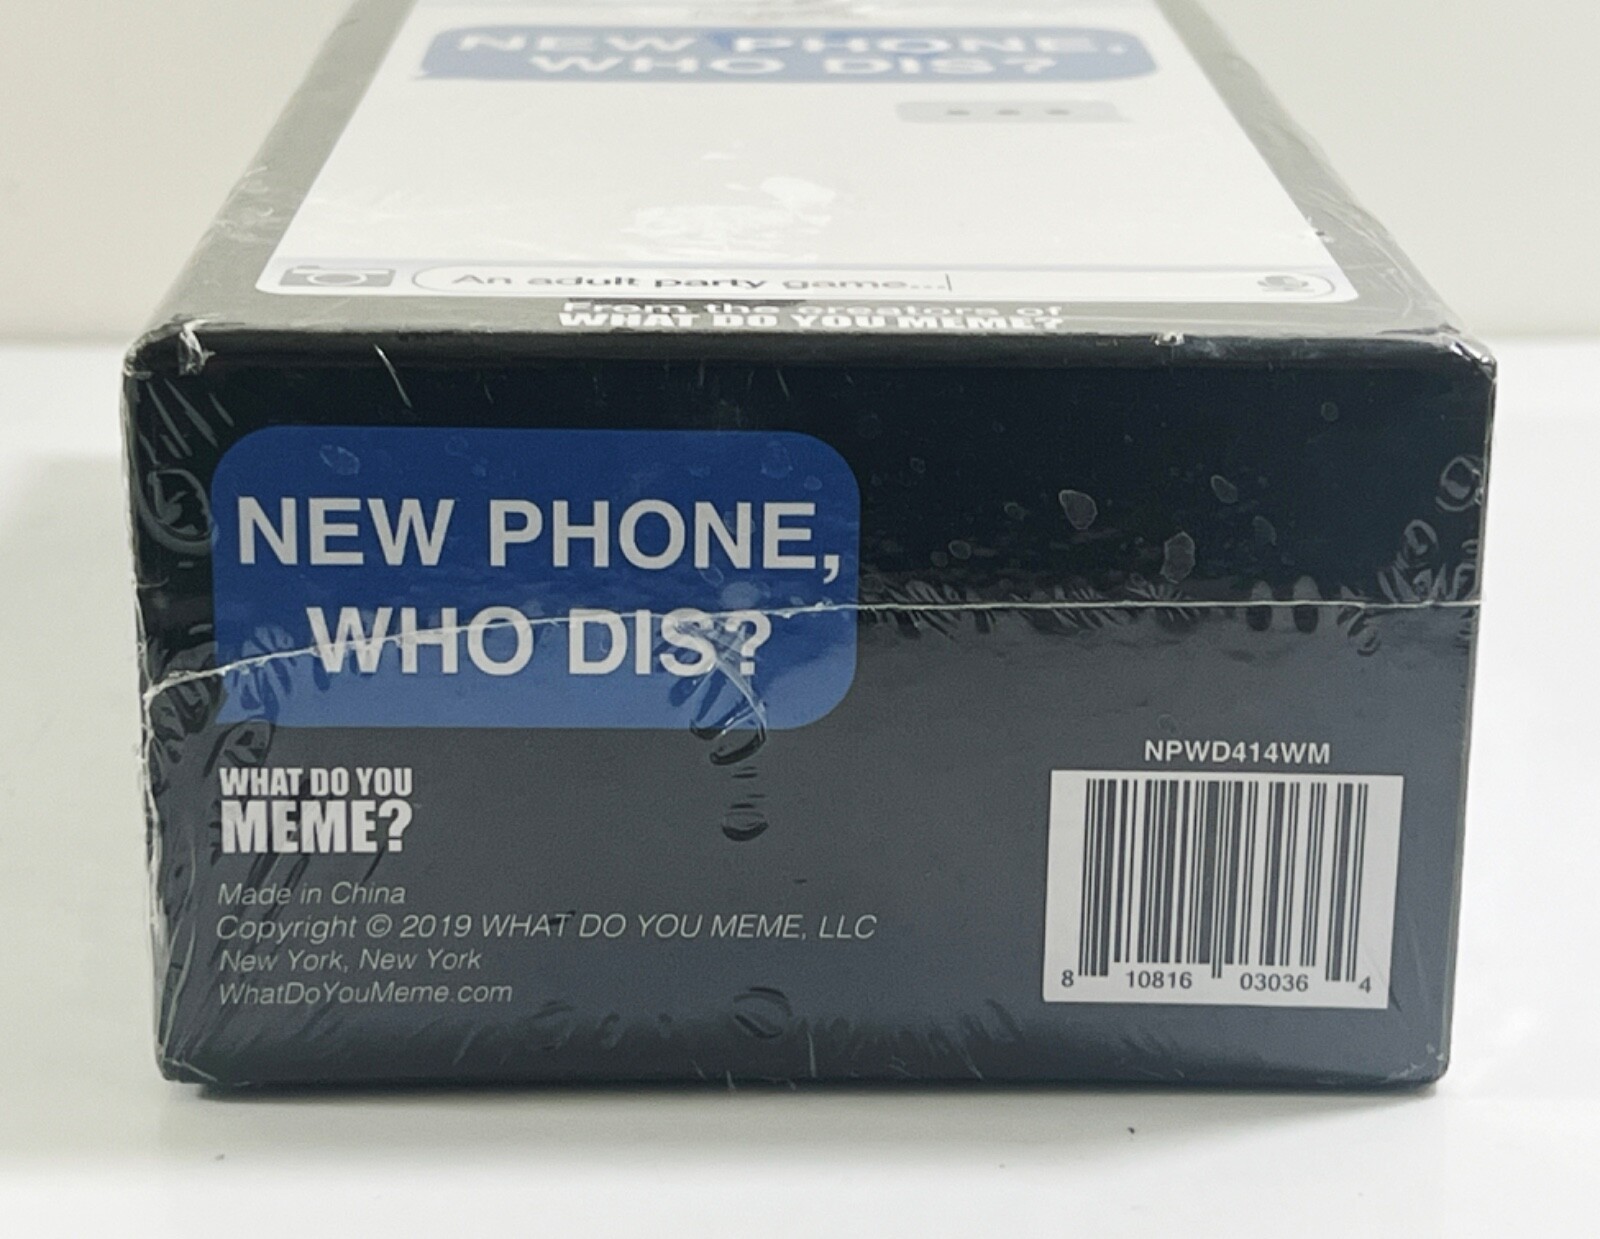 NEW PHONE,
WHO DIS?
An adult party game...
From the creators of
WHAT DO YOU MEME?
NEW PHONE,
WHO DIS?
WHAT DO YOU
MEME?
Made in China
Copyright © 2019 WHAT DO YOU MEME, LLC
New York, New York
WhatDoYouMeme.com
NPWD414WM
8 10816 03036 4